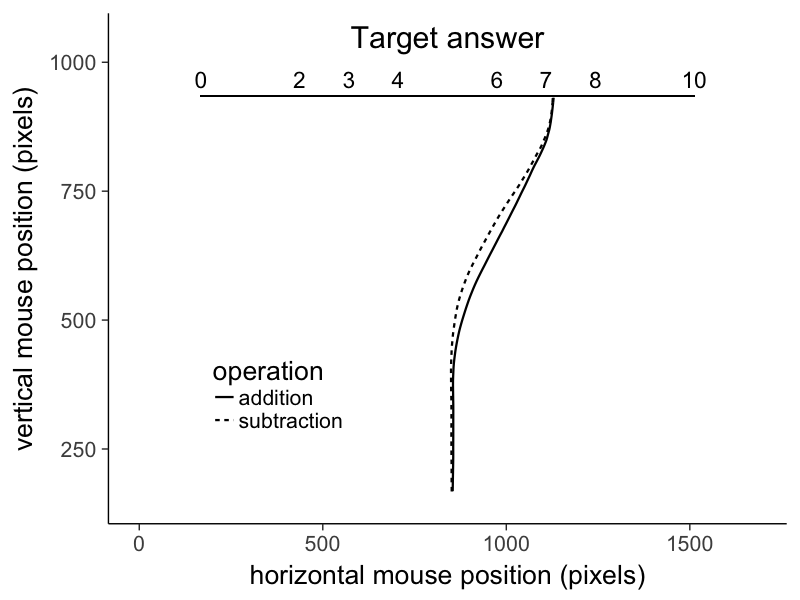 Target answer
0 2 3 4 6 7 8 10
1000
750
500
250
vertical mouse position (pixels)
operation
addition
subtraction
0 500 1000 1500
horizontal mouse position (pixels)